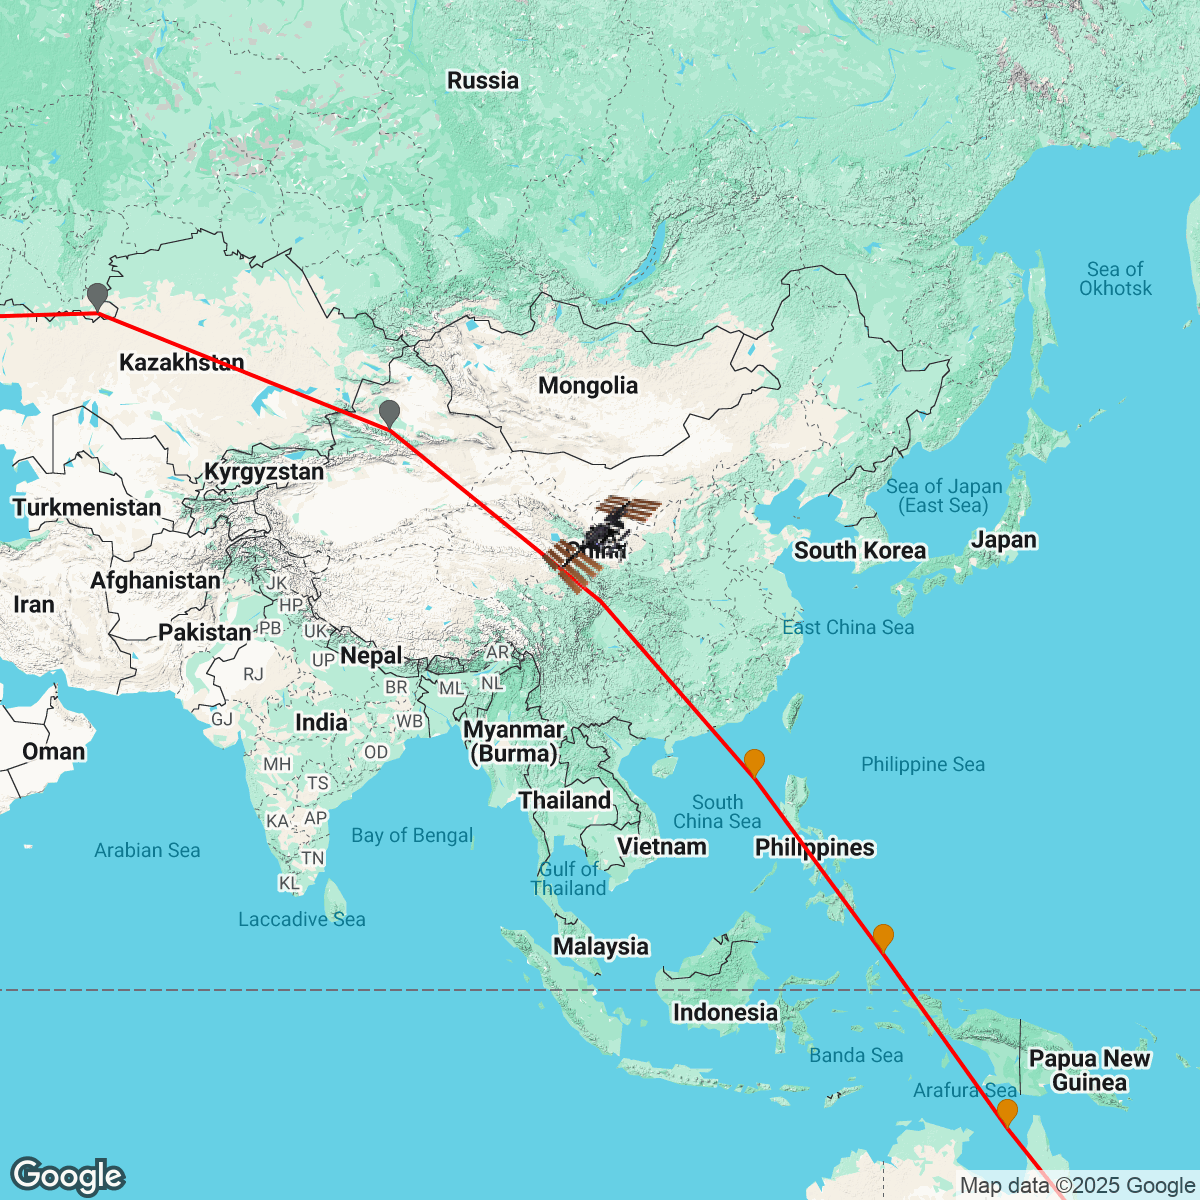 Russia
Sea of
Okhotsk
Kazakhstan
Mongolia
Kyrgyzstan
Turkmenistan
Sea of Japan
(East Sea)
Japan
South Korea
Afghanistan
JK
HP
Iran
Pakistan
PB
UK
East China Sea
Nepal
AR
UP
RJ
BR
ML
NL
GJ
India
WB
Myanmar
(Burma)
Oman
OD
MH
Philippine Sea
TS
Thailand
South
China Sea
KA
AP
Bay of Bengal
Vietnam
Philippines
Arabian Sea
TN
Gulf of
Thailand
KL
Laccadive Sea
Malaysia
Indonesia
Banda Sea
Papua New
Guinea
Arafura Sea
Google
Map data ©2025 Google